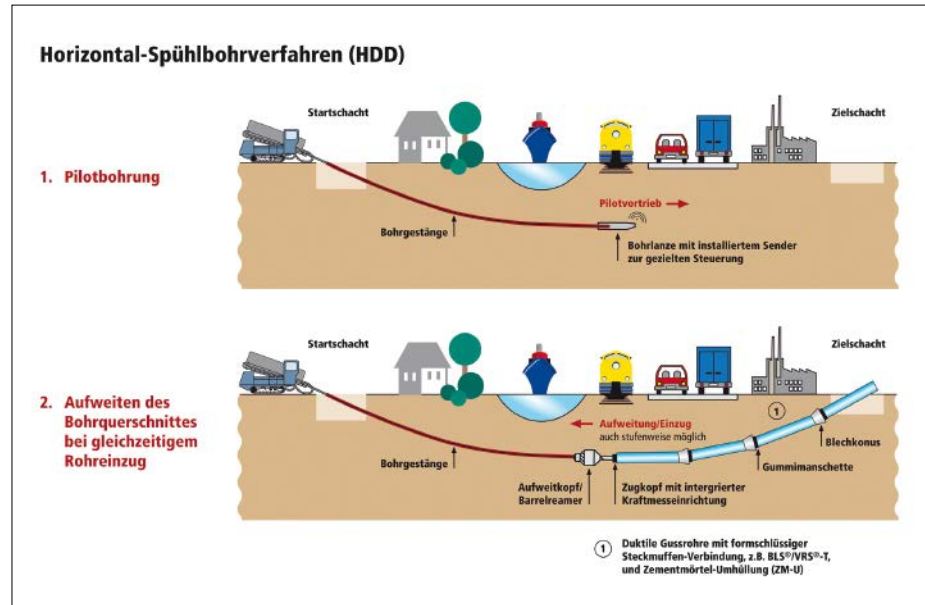 Horizontal-Spühlbohrverfahren (HDD)
Startschacht
Zielschacht
1. Pilotbohrung
Pilotvortrieb
Bohrgestänge
Bohrlanze mit installiertem Sender
zur gezielten Steuerung
Startschacht
Zielschacht
2. Aufweiten des
Bohrquerschnittes
bei gleichzeitigem
Rohreinzug
1
Aufweitung/Einzug
auch stufenweise möglich
Blechkonus
Bohrgestänge
Gummimanschette
Aufweitkopf/
Barrelreamer
Zugkopf mit intergrierter
Kraftmesseinrichtung
1 Duktile Gussrohre mit formschlüssiger
Steckmuffen-Verbindung, z.B. BLS®/VRS®-T,
und Zementmörtel-Umhüllung (ZM-U)